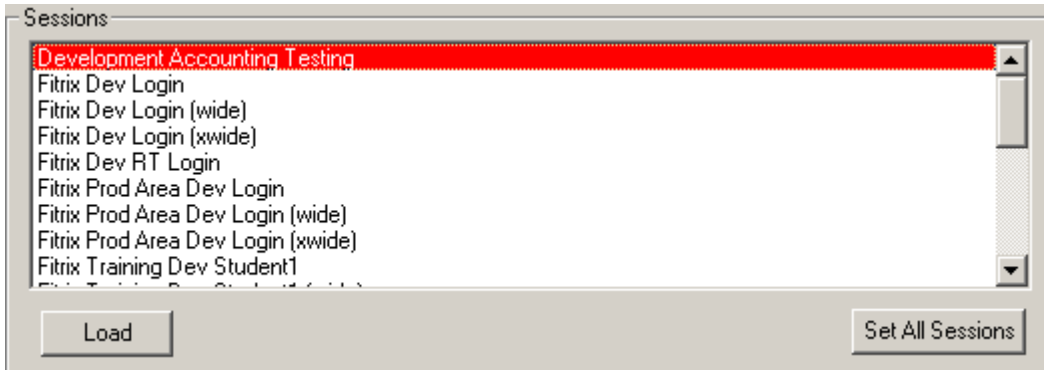 Sessions
Development Accounting Testing
Fitrix Dev Login
Fitrix Dev Login (wide)
Fitrix Dev Login (xwide)
Fitrix Dev RT Login
Fitrix Prod Area Dev Login
Fitrix Prod Area Dev Login (wide)
Fitrix Prod Area Dev Login (xwide)
Fitrix Training Dev Student1
Load
Set All Sessions